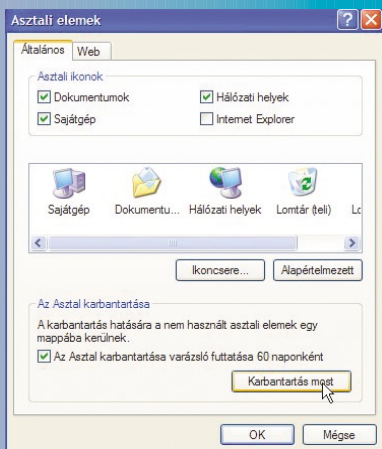 Asztali elemek
Általános Web
Asztali ikonok
Dokumentumok Hálózati helyek
Sajátgép Internet Explorer
Sajátgép Dokumentu... Hálózati helyek Lomtár (teli) Lc
Ikoncsere... Alapértelmezett
Az Asztal karbantartása
A karbantartás hatására a nem használt asztali elemek egy
mappába kerülnek.
Az Asztal karbantartása varázsló futtatása 60 naponként
Karbantartás most
OK Mégse